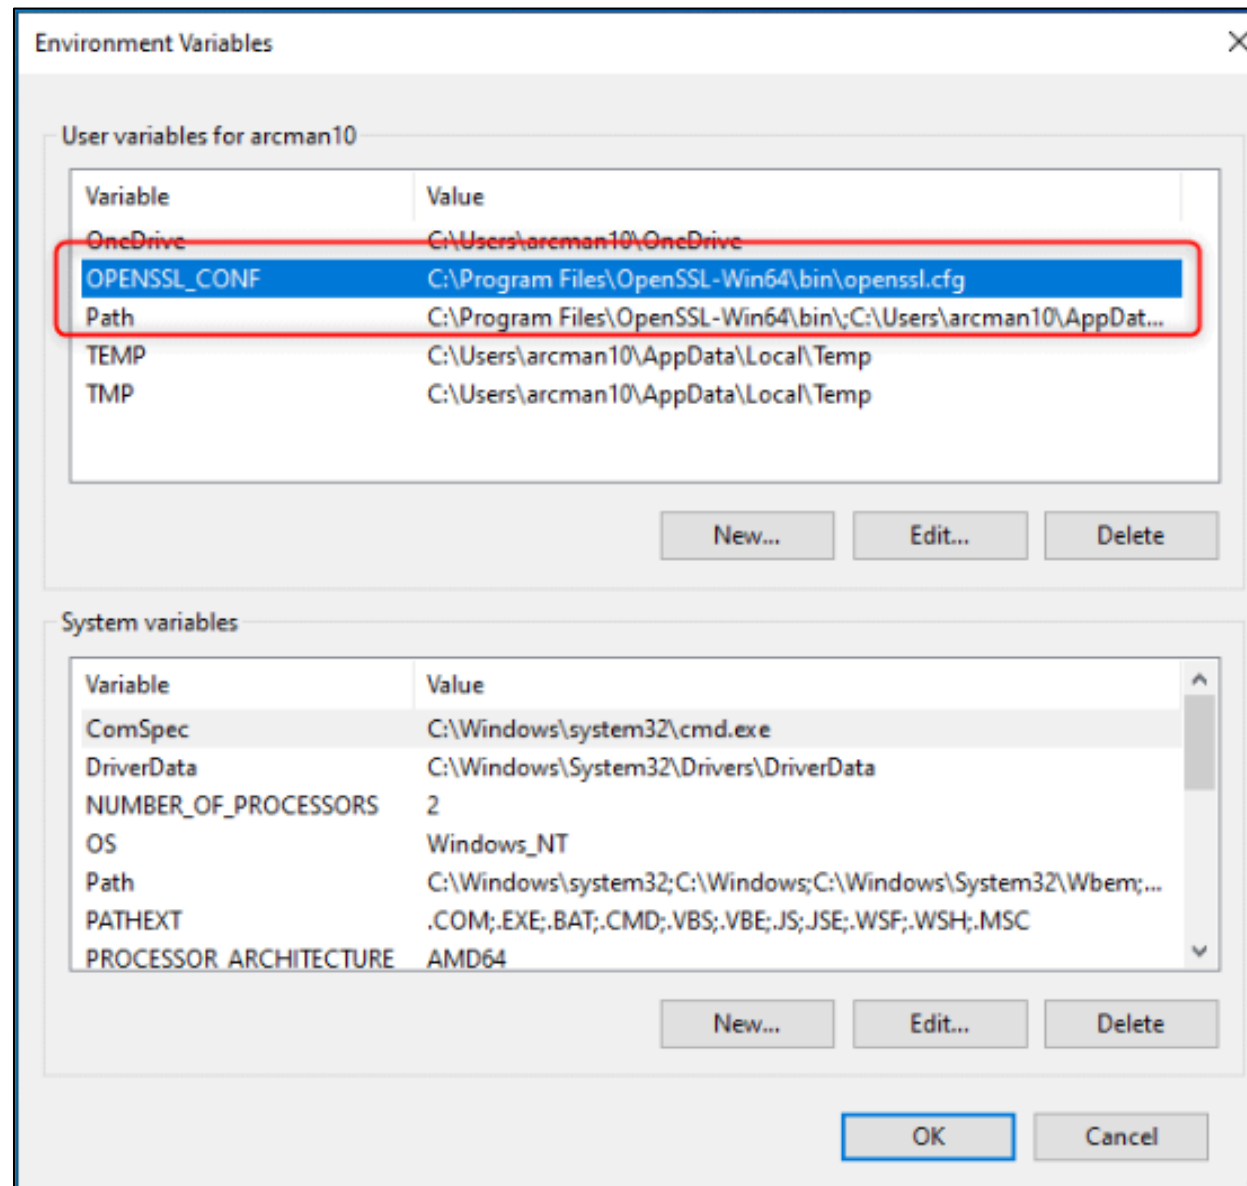 Environment Variables
User variables for arcman10
Variable Value
OneDrive C:\Users\arcman10\OneDrive
OPENSSL_CONF C:\Program Files\OpenSSL-Win64\bin\openssl.cfg
Path C:\Program Files\OpenSSL-Win64\bin\;C:\Users\arcman10\AppDat...
TEMP C:\Users\arcman10\AppData\Local\Temp
TMP C:\Users\arcman10\AppData\Local\Temp
New... Edit... Delete
System variables
Variable Value
ComSpec C:\Windows\system32\cmd.exe
DriverData C:\Windows\System32\Drivers\DriverData
NUMBER_OF_PROCESSORS 2
OS Windows_NT
Path C:\Windows\system32;C:\Windows;C:\Windows\System32\Wbem;...
PATHEXT .COM;.EXE;.BAT;.CMD;.VBS;.VBE;.JS;.JSE;.WSF;.WSH;.MSC
PROCESSOR_ARCHITECTURE AMD64
New... Edit... Delete
OK Cancel